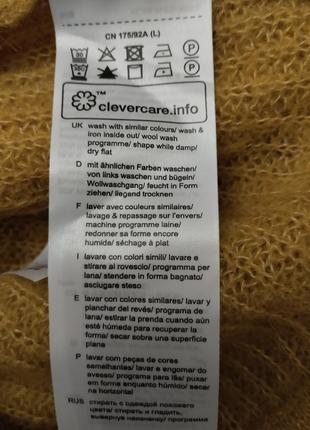 CN 175/92A (L)
TM
clevercare.info
UK wash with similar colours/ wash &
iron inside out/ wool wash
programme/ shape while damp/
dry flat
D mit ähnlichen Farben waschen/
von links waschen und bügeln/
Wollwaschgang/ feucht in Form
ziehen/ liegend trocknen
F laver avec couleurs similaires/
lavage & repassage sur l'envers/
machine programme laine/
redonner sa forme encore
humide/ séchage à plat
I lavare con colori simili/ lavare e
stirare al rovescio/ programma per
lana/ stendere in forma bagnato/
asciugare steso
E lavar con colores similares/ lavar y
planchar del revés/ programa de
lana/ estirar la prenda cuando aún
esté húmeda para recuperar la
forma/ secar sobre una superficie
plana
P lavar com peças de cores
semelhantes/ lavar e engomar do
avesso/ programa para lãs/ puxar
em forma enquanto húmido/ secar
na horizontal
RUS стирать с одеждой похожего
цвета/ стирать и гладить,
вывернув наизнанку/ программа